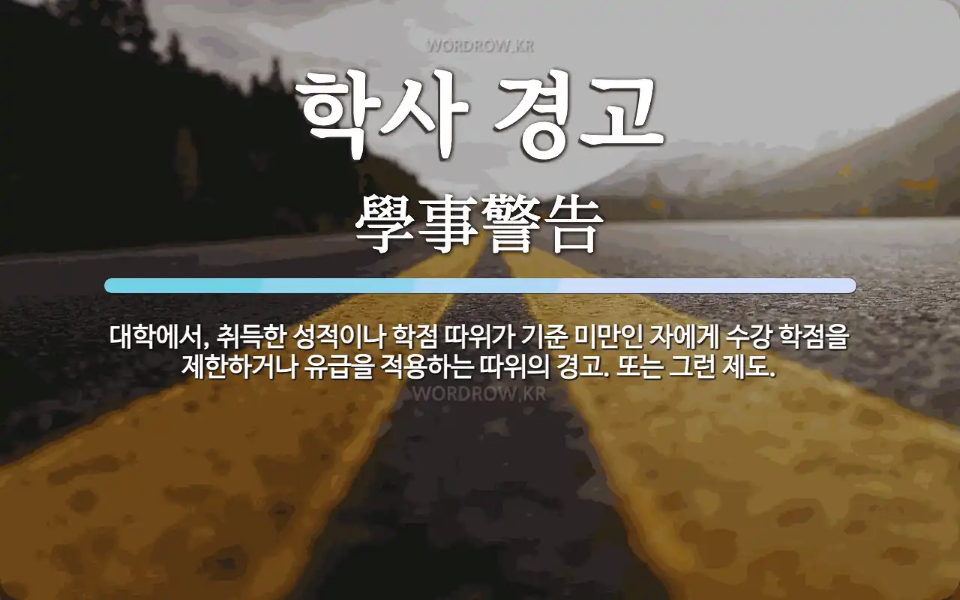 WORDROW.KR
학사 경고
學事警告
대학에서, 취득한 성적이나 학점 따위가 기준 미만인 자에게 수강 학점을
제한하거나 유급을 적용하는 따위의 경고. 또는 그런 제도.
WORDROW.KR